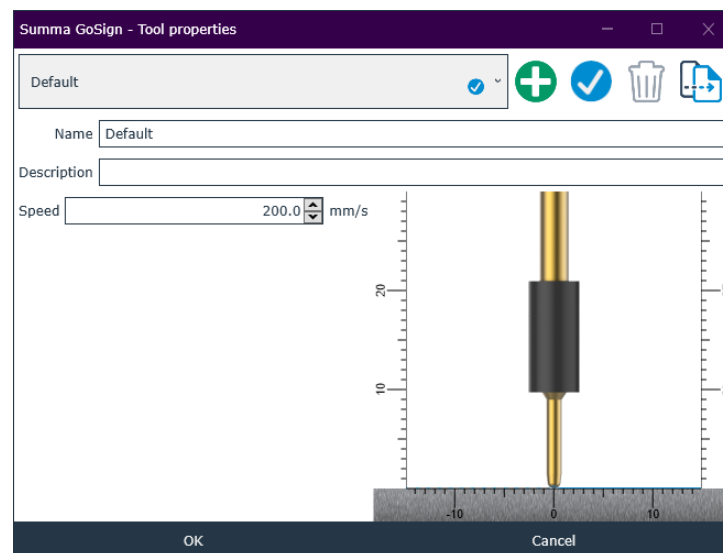 Summa GoSign - Tool properties
Default
Name Default
Description
Speed 200.0 mm/s
20
10
-10 0 10
OK Cancel